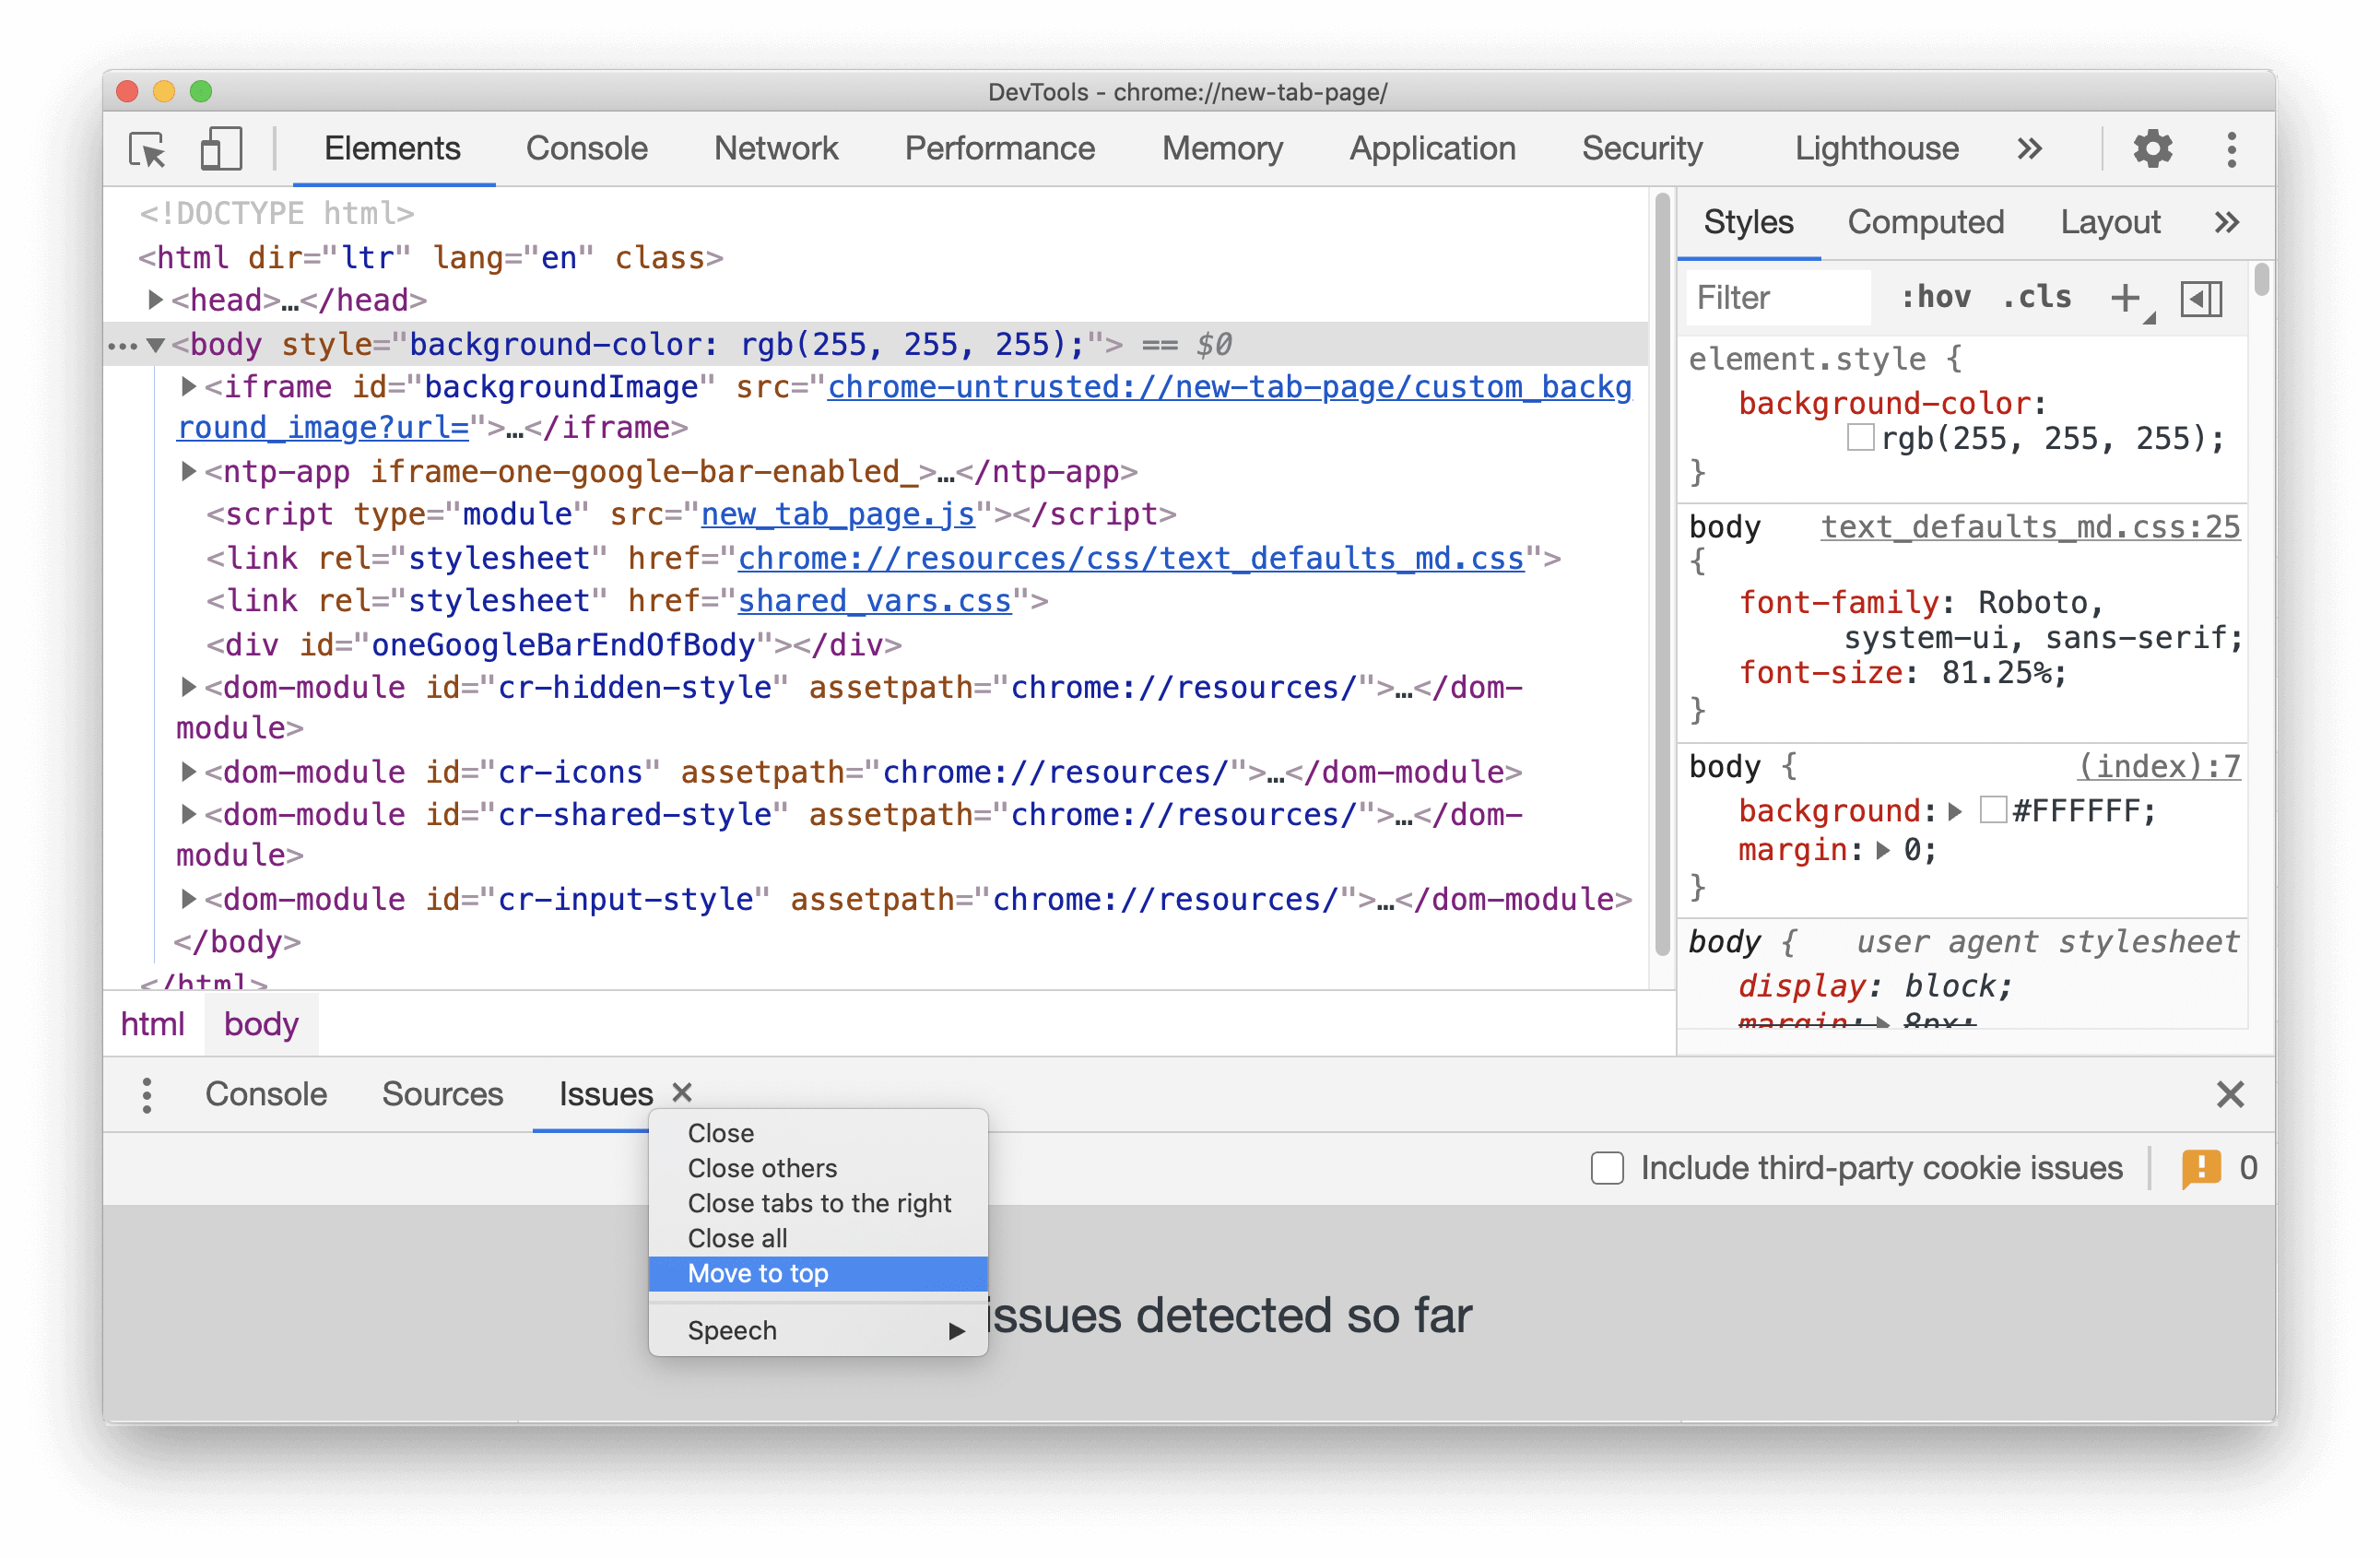 DevTools - chrome://new-tab-page/
Elements Console Network Performance Memory Application Security Lighthouse »
<!DOCTYPE html>
<html dir="ltr" lang="en" class>
<head>…</head>
<body style="background-color: rgb(255, 255, 255);"> == $0
<iframe id="backgroundImage" src="chrome-untrusted://new-tab-page/custom_backg
round_image?url=">…</iframe>
<ntp-app iframe-one-google-bar-enabled_>…</ntp-app>
<script type="module" src="new_tab_page.js"></script>
<link rel="stylesheet" href="chrome://resources/css/text_defaults_md.css">
<link rel="stylesheet" href="shared_vars.css">
<div id="oneGoogleBarEndOfBody"></div>
<dom-module id="cr-hidden-style" assetpath="chrome://resources/">…</dom-
module>
<dom-module id="cr-icons" assetpath="chrome://resources/">…</dom-module>
<dom-module id="cr-shared-style" assetpath="chrome://resources/">…</dom-
module>
<dom-module id="cr-input-style" assetpath="chrome://resources/">…</dom-module>
</body>
</html>
html body
Styles Computed Layout »
Filter :hov .cls +
element.style {
background-color:
rgb(255, 255, 255);
}
body text_defaults_md.css:25
{
font-family: Roboto,
system-ui, sans-serif;
font-size: 81.25%;
}
body { (index):7
background: #FFFFFF;
margin: 0;
}
body { user agent stylesheet
display: block;
margin: 8px;
Console Sources Issues ×
Include third-party cookie issues 0
Close
Close others
Close tabs to the right
Close all
Move to top
Speech
issues detected so far